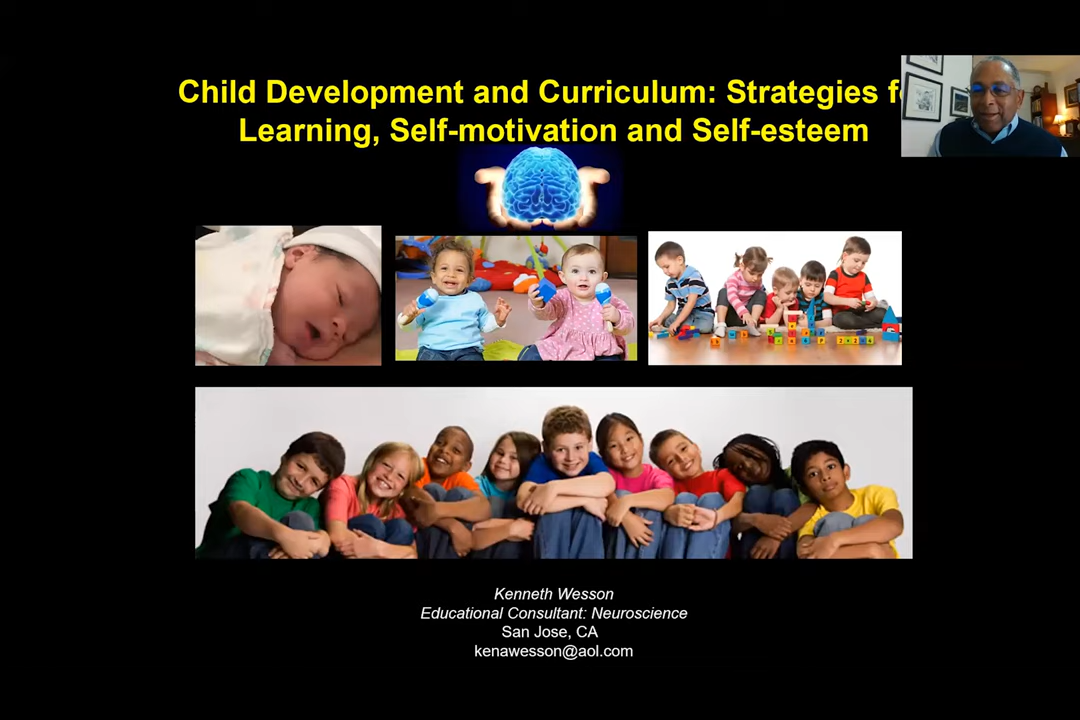 Child Development and Curriculum: Strategies f
Learning, Self-motivation and Self-esteem
Kenneth Wesson
Educational Consultant: Neuroscience
San Jose, CA
kenawesson@aol.com